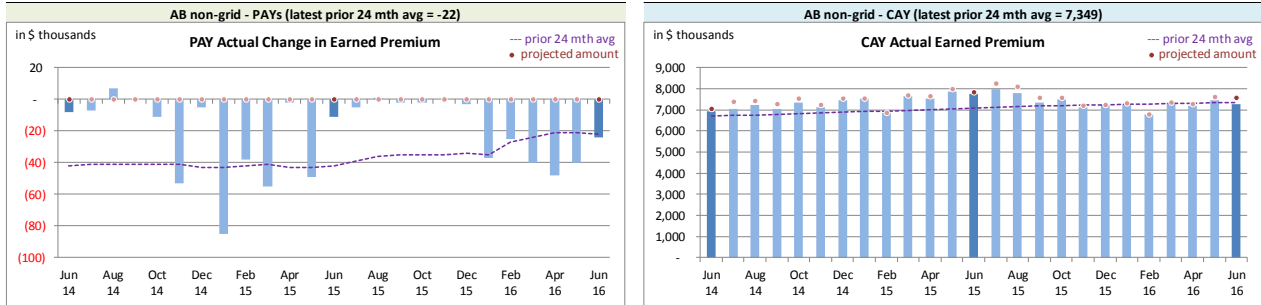 AB non-grid - PAYs (latest prior 24 mth avg = -22)
in $ thousands
PAY Actual Change in Earned Premium
--- prior 24 mth avg
projected amount
20
-
(20)
(40)
(60)
(80)
(100)
Jun Aug Oct Dec Feb Apr Jun Aug Oct Dec Feb Apr Jun
14 14 14 14 15 15 15 15 15 15 16 16 16
AB non-grid - CAY (latest prior 24 mth avg = 7,349)
in $ thousands
CAY Actual Earned Premium
--- prior 24 mth avg
projected amount
9,000
8,000
7,000
6,000
5,000
4,000
3,000
2,000
1,000
-
Jun Aug Oct Dec Feb Apr Jun Aug Oct Dec Feb Apr Jun
14 14 14 14 15 15 15 15 15 15 16 16 16